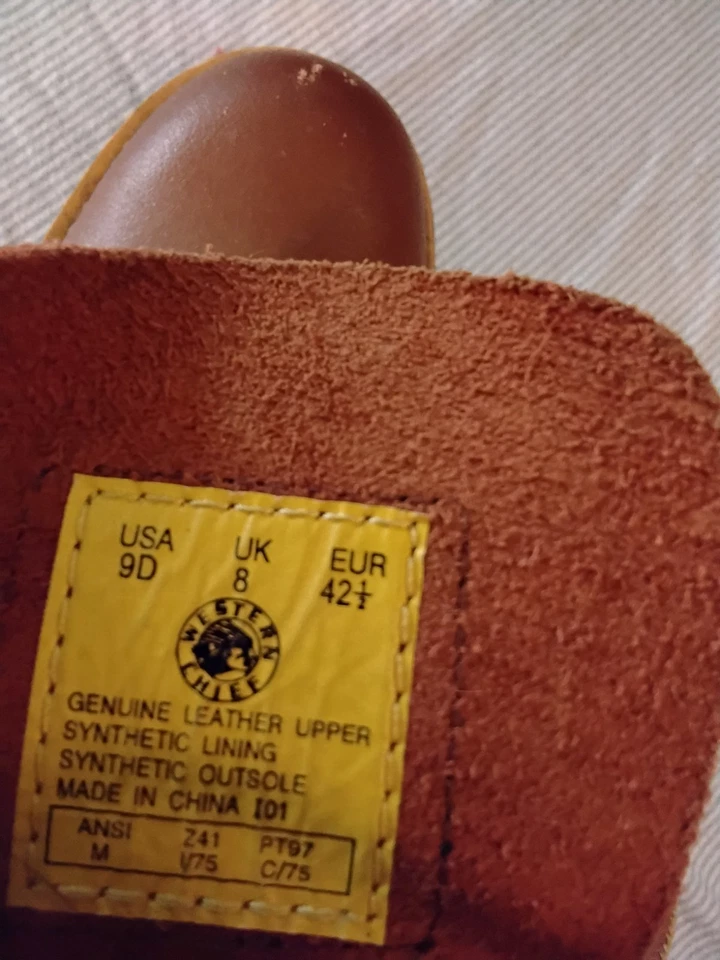 USA UK EUR
9D 8 42½
WESTERN
CHIEF
GENUINE LEATHER UPPER
SYNTHETIC LINING
SYNTHETIC OUTSOLE
MADE IN CHINA I01
ANSI Z41 PT97
M I/75 C/75